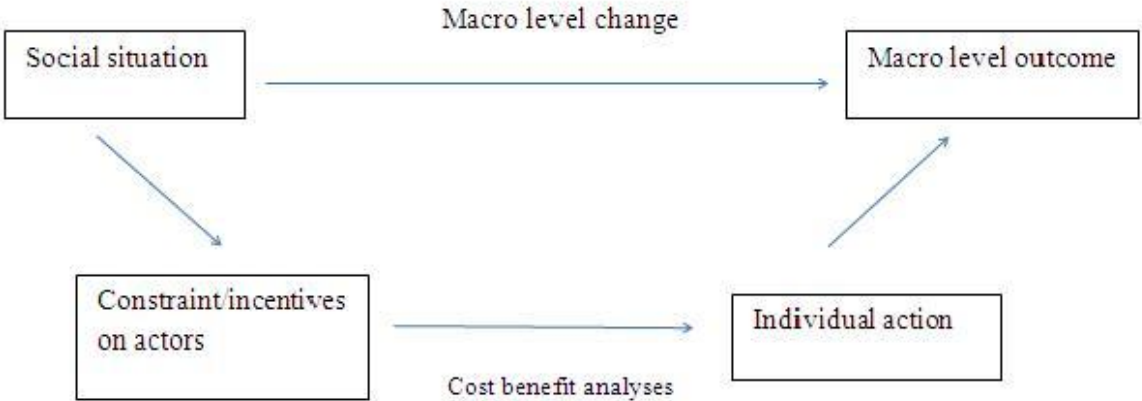 Macro level change
Social situation
Macro level outcome
Constraint/incentives
on actors
Individual action
Cost benefit analyses